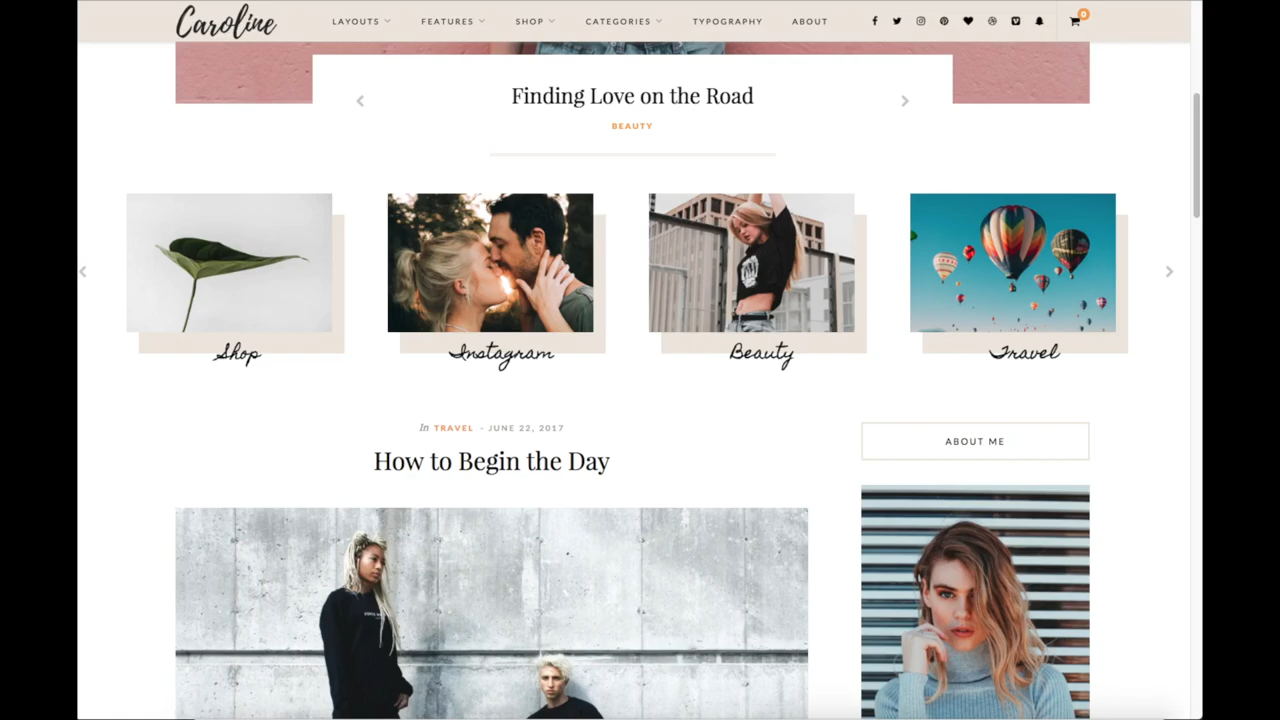 Caroline LAYOUTS FEATURES SHOP CATEGORIES TYPOGRAPHY ABOUT 0
Finding Love on the Road
BEAUTY
Shop Instagram Beauty Travel
In TRAVEL - JUNE 22, 2017
How to Begin the Day
ABOUT ME